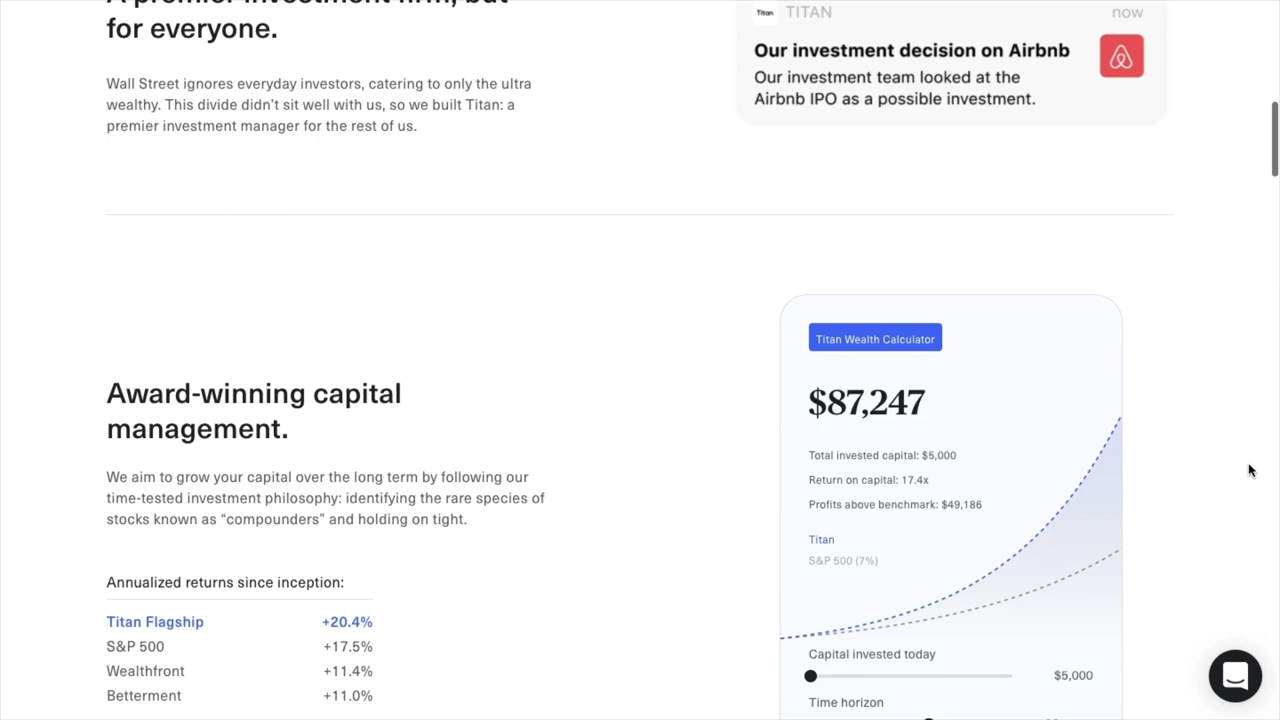 A premier investment firm, but
for everyone.
Wall Street ignores everyday investors, catering to only the ultra
wealthy. This divide didn't sit well with us, so we built Titan: a
premier investment manager for the rest of us.
Titan TITAN now
Our investment decision on Airbnb
Our investment team looked at the
Airbnb IPO as a possible investment.
Award-winning capital
management.
We aim to grow your capital over the long term by following our
time-tested investment philosophy: identifying the rare species of
stocks known as “compounders” and holding on tight.
Annualized returns since inception:
Titan Flagship +20.4%
S&P 500 +17.5%
Wealthfront +11.4%
Betterment +11.0%
Titan Wealth Calculator
$87,247
Total invested capital: $5,000
Return on capital: 17.4x
Profits above benchmark: $49,186
Titan
S&P 500 (7%)
Capital invested today
$5,000
Time horizon